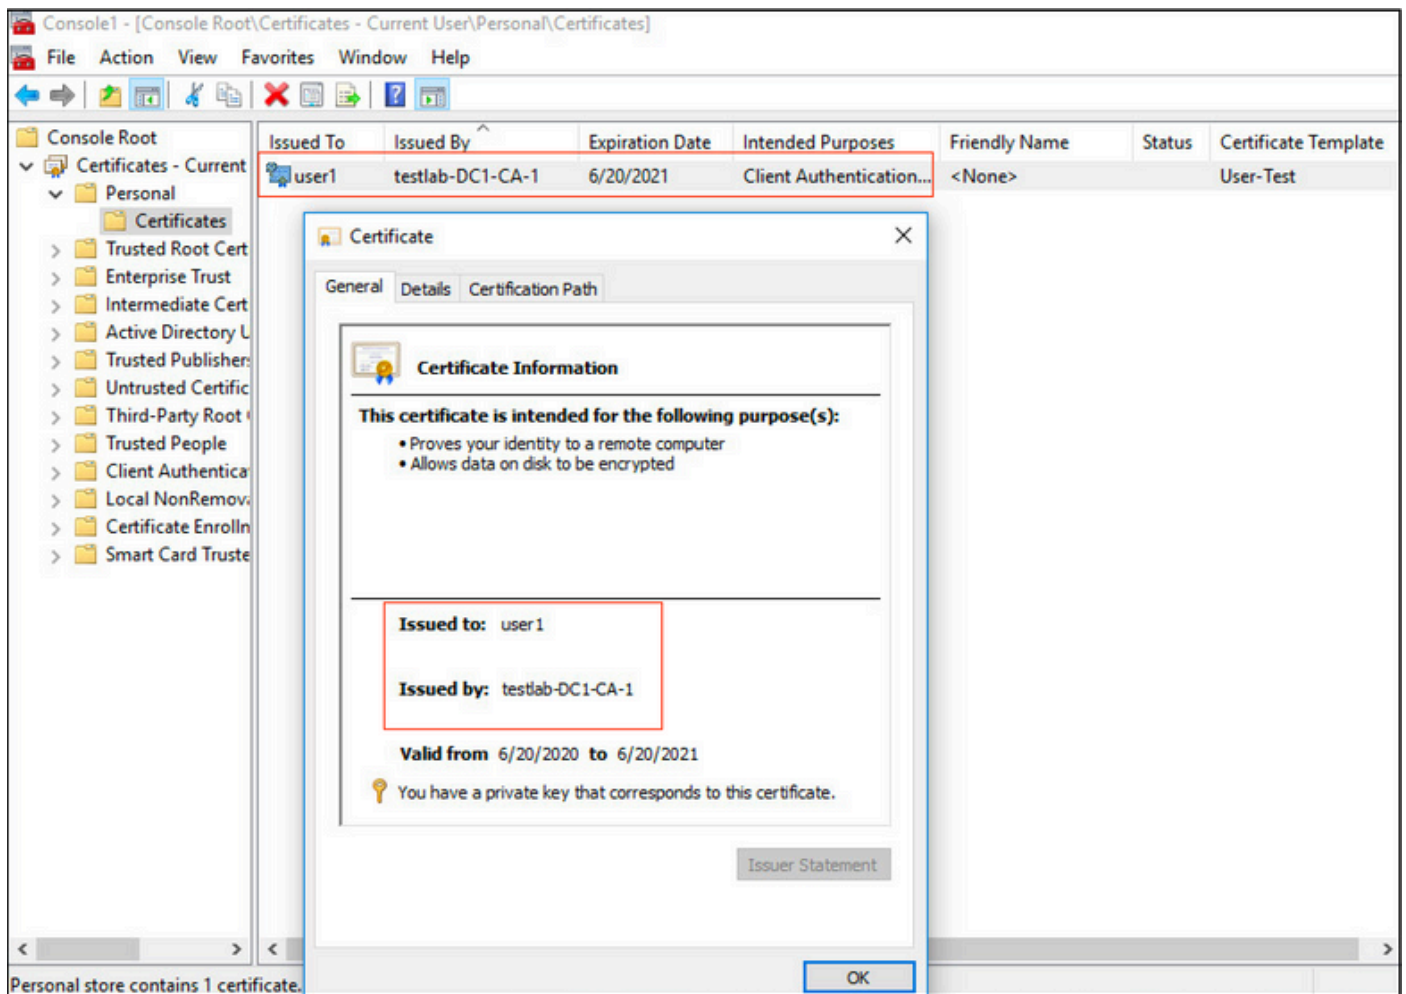 Console1 - [Console Root\Certificates - Current User\Personal\Certificates]
File Action View Favorites Window Help
Console Root
Certificates - Current
Personal
Certificates
Trusted Root Cert
Enterprise Trust
Intermediate Cert
Active Directory U
Trusted Publishers
Untrusted Certific
Third-Party Root
Trusted People
Client Authentica
Local NonRemova
Certificate Enrolln
Smart Card Truste
Issued To Issued By Expiration Date Intended Purposes Friendly Name Status Certificate Template
user1 testlab-DC1-CA-1 6/20/2021 Client Authentication... <None> User-Test
Certificate
General Details Certification Path
Certificate Information
This certificate is intended for the following purpose(s):
• Proves your identity to a remote computer
• Allows data on disk to be encrypted
Issued to: user1
Issued by: testlab-DC1-CA-1
Valid from 6/20/2020 to 6/20/2021
You have a private key that corresponds to this certificate.
Issuer Statement
OK
Personal store contains 1 certificate.